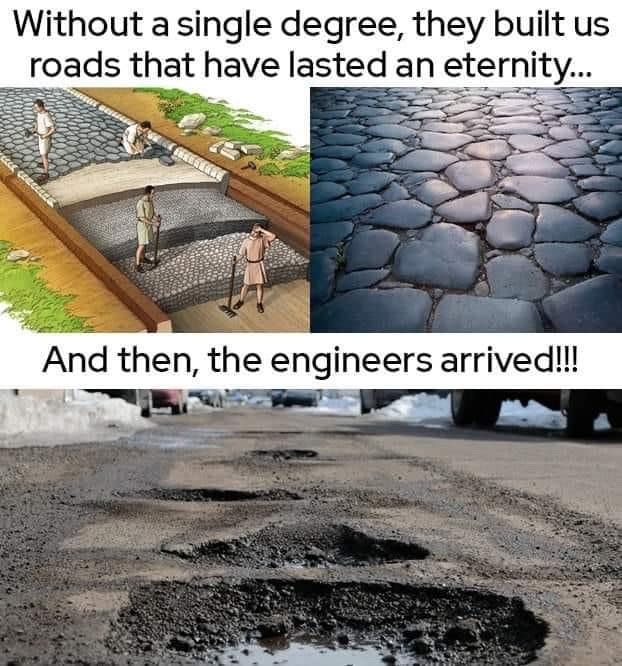 Without a single degree, they built us
roads that have lasted an eternity...
And then, the engineers arrived!!!